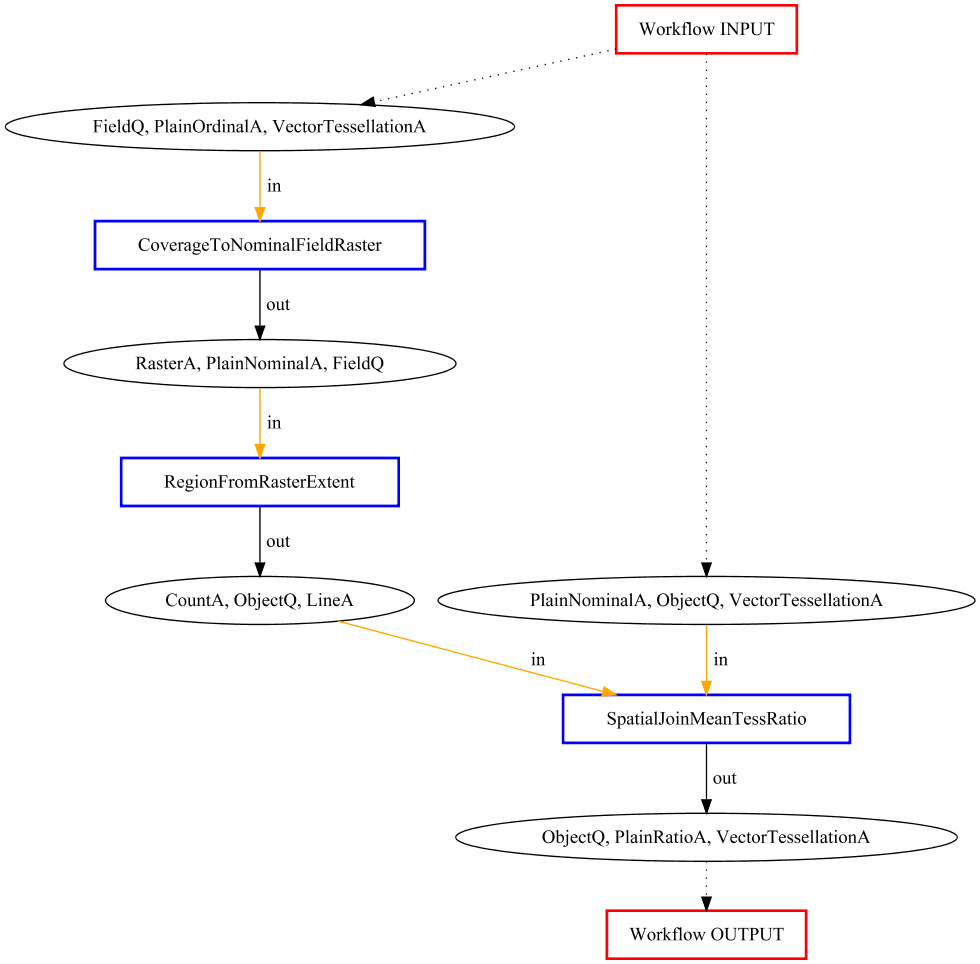 Workflow INPUT
FieldQ, PlainOrdinalA, VectorTessellationA
in
CoverageToNominalFieldRaster
out
RasterA, PlainNominalA, FieldQ
in
RegionFromRasterExtent
out
CountA, ObjectQ, LineA
PlainNominalA, ObjectQ, VectorTessellationA
in
in
SpatialJoinMeanTessRatio
out
ObjectQ, PlainRatioA, VectorTessellationA
Workflow OUTPUT